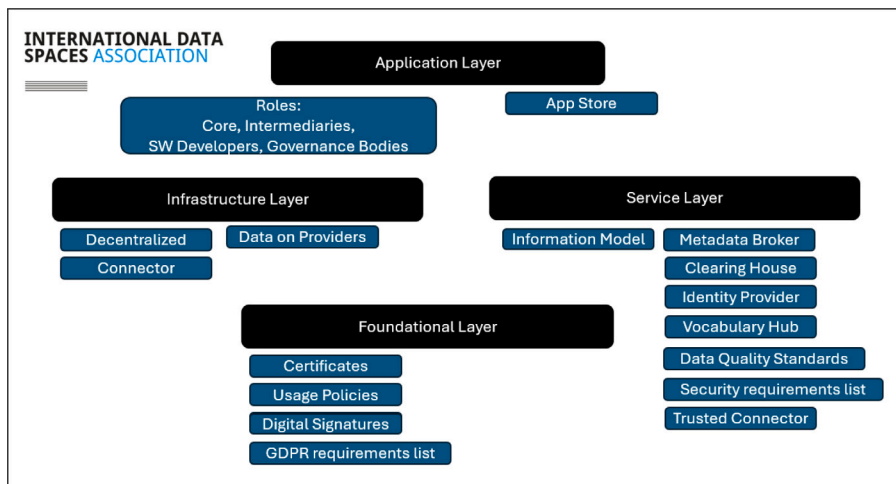 INTERNATIONAL DATA
SPACES ASSOCIATION
Application Layer
Roles:
Core, Intermediaries,
SW Developers, Governance Bodies
App Store
Infrastructure Layer
Decentralized
Data on Providers
Connector
Service Layer
Information Model
Metadata Broker
Clearing House
Identity Provider
Vocabulary Hub
Data Quality Standards
Security requirements list
Trusted Connector
Foundational Layer
Certificates
Usage Policies
Digital Signatures
GDPR requirements list